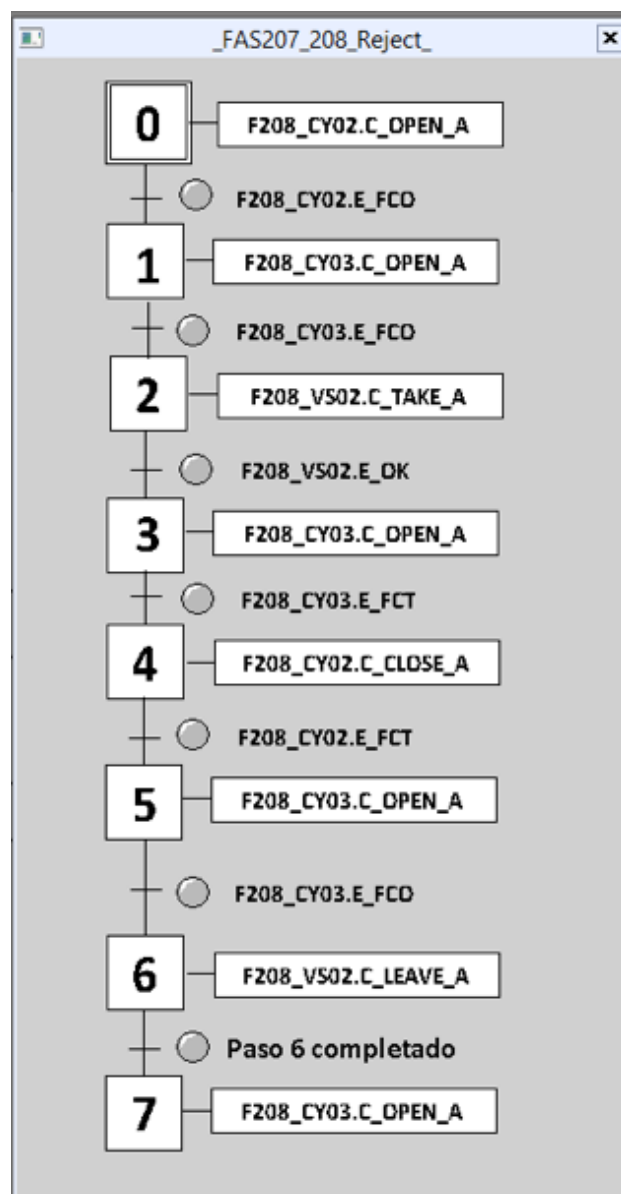 _FAS207_208_Reject_
0 F208_CY02.C_OPEN_A
F208_CY02.E_FCO
1 F208_CY03.C_OPEN_A
F208_CY03.E_FCO
2 F208_VS02.C_TAKE_A
F208_VS02.E_OK
3 F208_CY03.C_OPEN_A
F208_CY03.E_FCT
4 F208_CY02.C_CLOSE_A
F208_CY02.E_FCT
5 F208_CY03.C_OPEN_A
F208_CY03.E_FCO
6 F208_VS02.C_LEAVE_A
Paso 6 completado
7 F208_CY03.C_OPEN_A